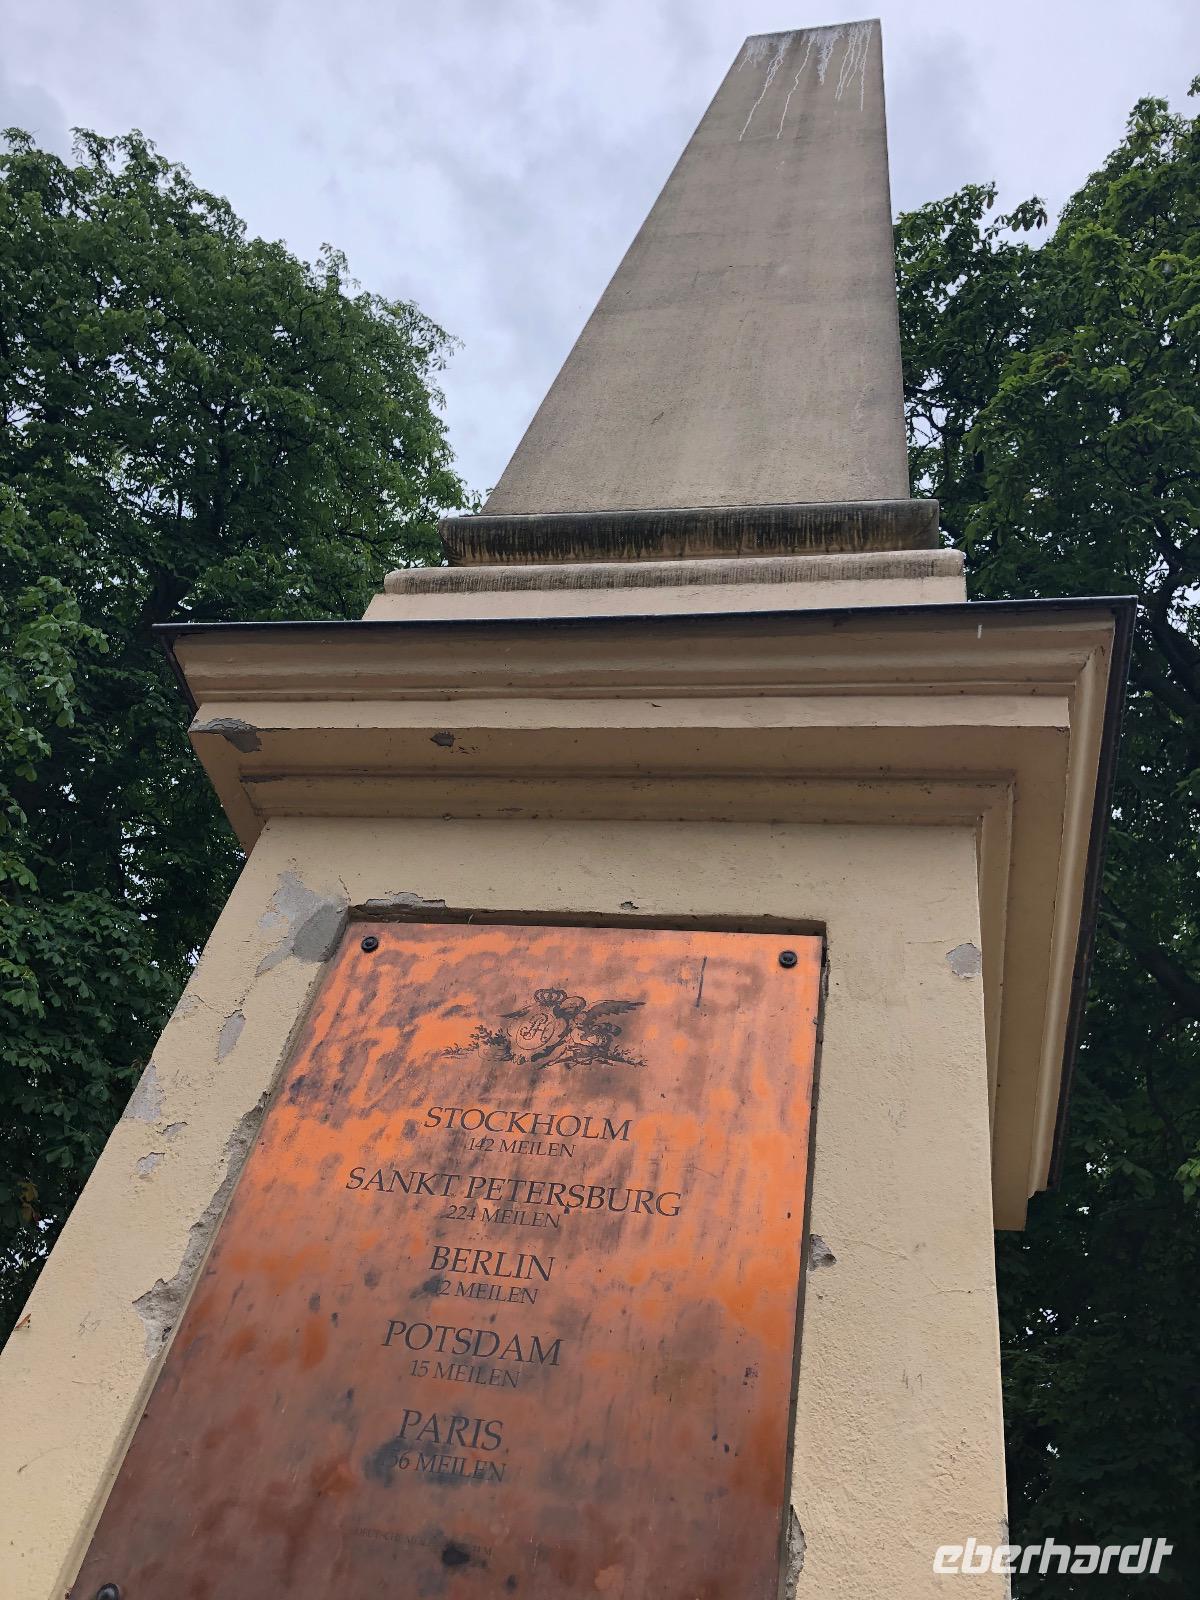 STOCKHOLM
142 MEILEN
SANKT PETERSBURG
224 MEILEN
BERLIN
MEILEN
POTSDAM
15 MEILEN
PARIS
MEILEN
eberhardt